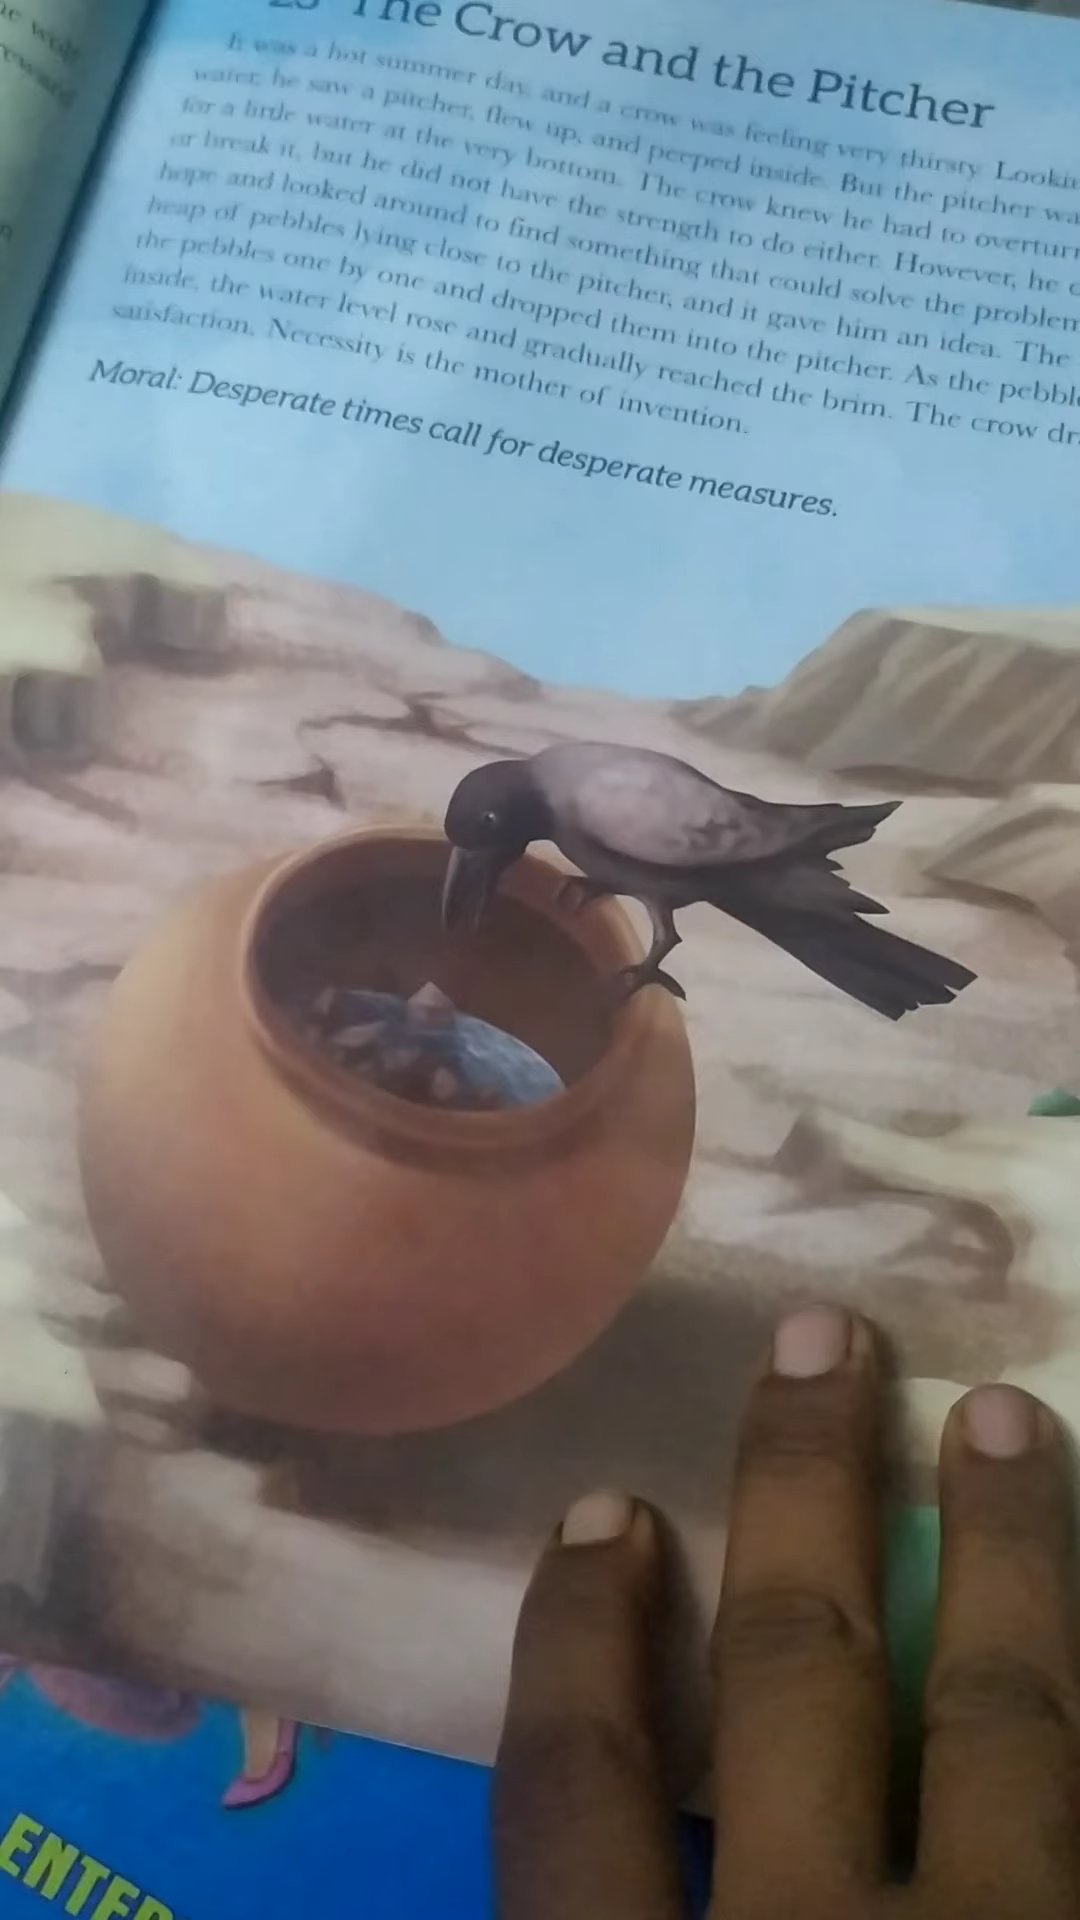 The Crow and the Pitcher
It was a hot summer day, and a crow was feeling very thirsty. Lookin
water, he saw a pitcher, flew up, and peeped inside. But the pitcher wa
for a little water at the very bottom. The crow knew he had to overturn
or break it, but he did not have the strength to do either. However, he
hope and looked around to find something that could solve the problem
heap of pebbles lying close to the pitcher, and it gave him an idea. The
the pebbles one by one and dropped them into the pitcher. As the pebble
inside, the water level rose and gradually reached the brim. The crow dr
satisfaction. Necessity is the mother of invention.
Moral: Desperate times call for desperate measures.
ENTER